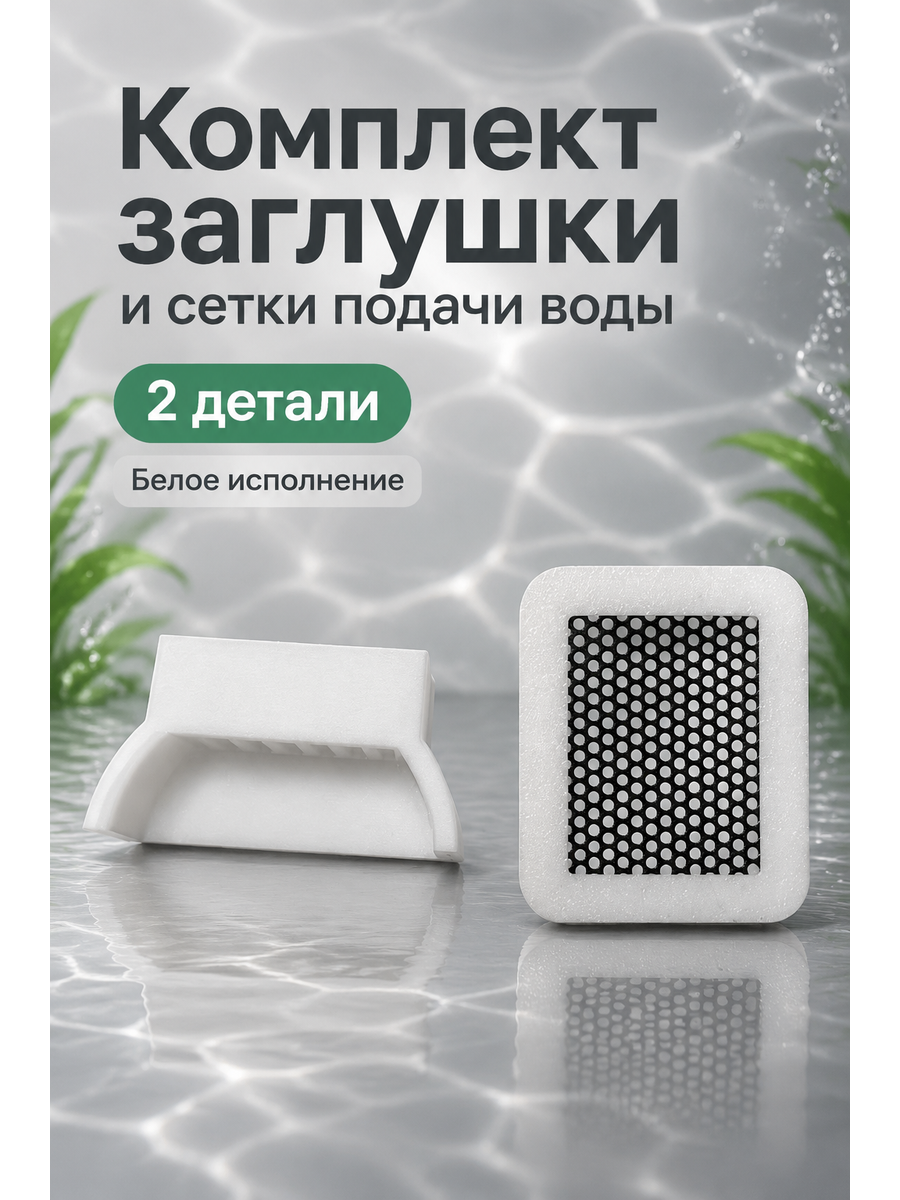 Комплект
заглушки
и сетки подачи воды
2 детали
Белое исполнение